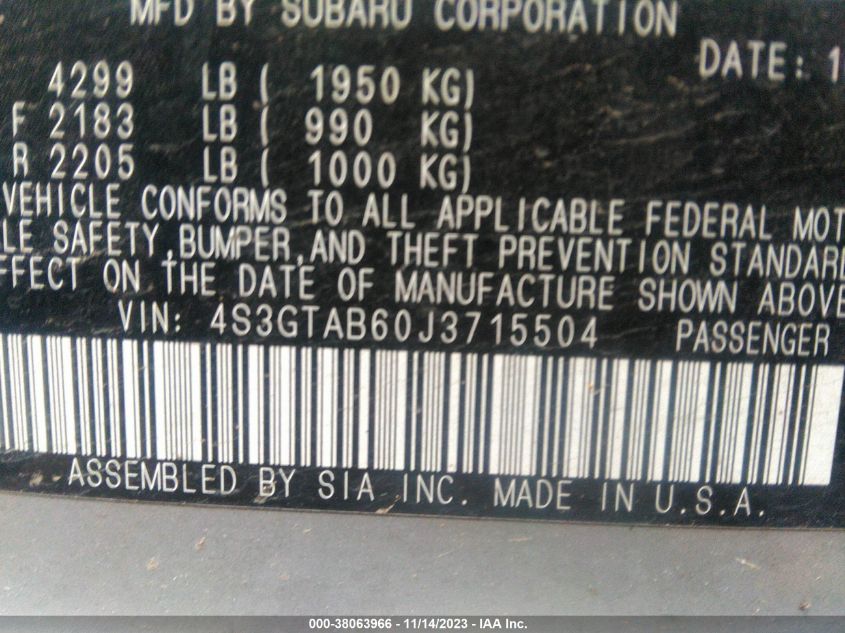 MFD BY SUBARU CORPORATION
DATE: 1
4299 LB ( 1950 KG)
F 2183 LB ( 990 KG)
R 2205 LB ( 1000 KG)
VEHICLE CONFORMS TO ALL APPLICABLE FEDERAL MOT
LE SAFETY,BUMPER,AND THEFT PREVENTION STANDARD
FFECT ON THE DATE OF MANUFACTURE SHOWN ABOVE
VIN: 4S3GTAB60J3715504 PASSENGER
ASSEMBLED BY SIA INC. MADE IN U.S.A.
000-38063966 - 11/14/2023 - IAA Inc.